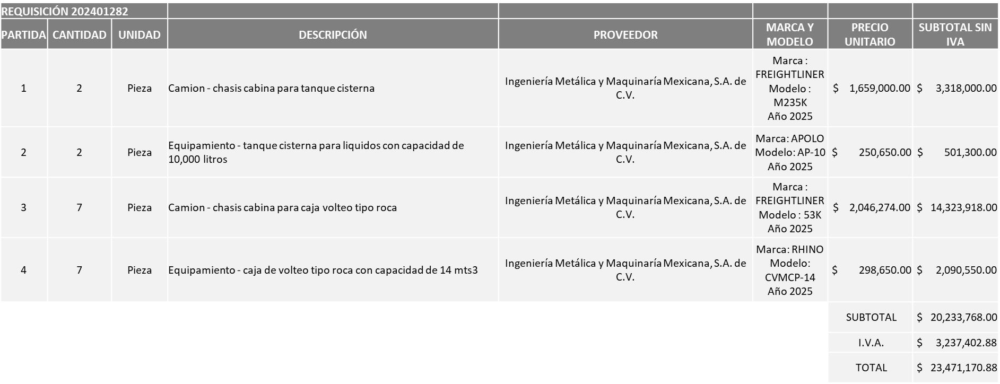 REQUISICIÓN 202401282
PARTIDA CANTIDAD UNIDAD DESCRIPCIÓN PROVEEDOR MARCA Y MODELO PRECIO UNITARIO SUBTOTAL SIN IVA
1 2 Pieza Camion - chasis cabina para tanque cisterna
Ingeniería Metálica y Maquinaría Mexicana, S.A. de
C.V.
Marca :
FREIGHTLINER
Modelo :
M235K
Año 2025
$ 1,659,000.00 $ 3,318,000.00
2 2 Pieza
Equipamiento - tanque cisterna para liquidos con capacidad de
10,000 litros
Ingeniería Metálica y Maquinaría Mexicana, S.A. de
C.V.
Marca: APOLO
Modelo: AP-10
Año 2025
$ 250,650.00 $ 501,300.00
3 7 Pieza Camion - chasis cabina para caja volteo tipo roca
Ingeniería Metálica y Maquinaría Mexicana, S.A. de
C.V.
Marca :
FREIGHTLINER
Modelo : 53K
Año 2025
$ 2,046,274.00 $ 14,323,918.00
4 7 Pieza Equipamiento - caja de volteo tipo roca con capacidad de 14 mts3
Ingeniería Metálica y Maquinaría Mexicana, S.A. de
C.V.
Marca: RHINO
Modelo:
CVMCP-14
Año 2025
$ 298,650.00 $ 2,090,550.00
SUBTOTAL $ 20,233,768.00
I.V.A. $ 3,237,402.88
TOTAL $ 23,471,170.88